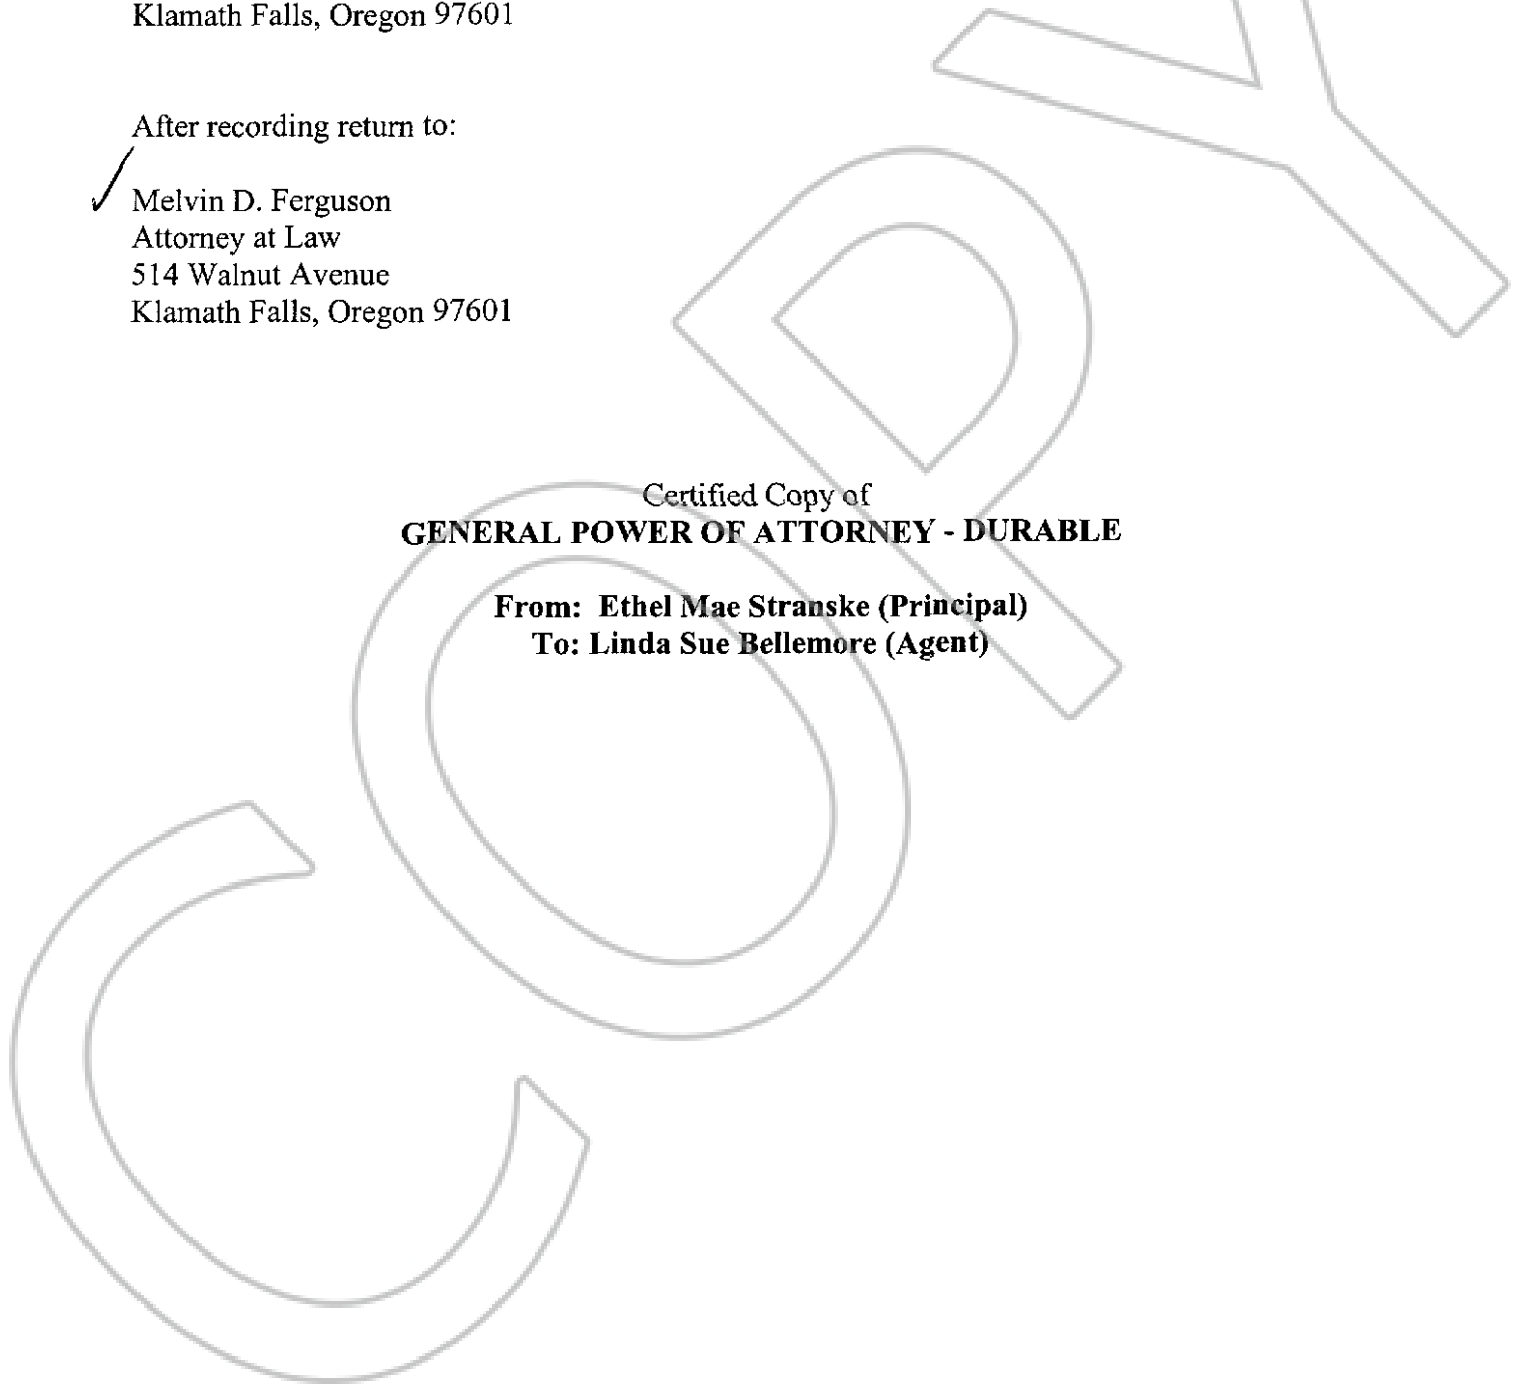 Klamath Falls, Oregon 97601
After recording return to:
Melvin D. Ferguson
Attorney at Law
514 Walnut Avenue
Klamath Falls, Oregon 97601
Certified Copy of
GENERAL POWER OF ATTORNEY - DURABLE
From: Ethel Mae Stranske (Principal)
To: Linda Sue Bellemore (Agent)
COPY